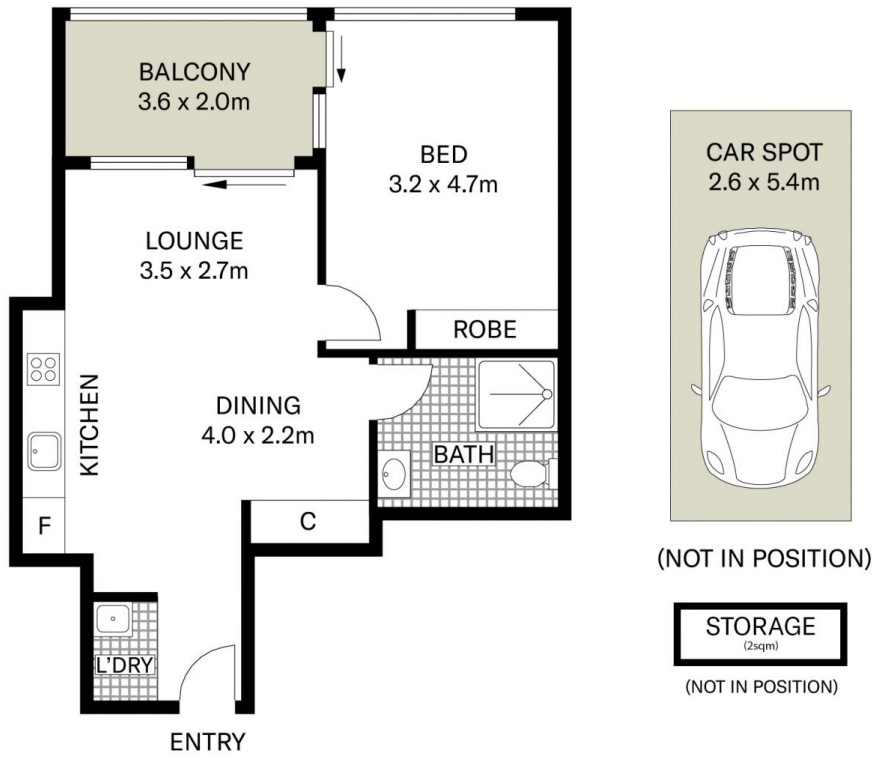 BALCONY
3.6 x 2.0m
BED
3.2 x 4.7m
CAR SPOT
2.6 x 5.4m
LOUNGE
3.5 x 2.7m
ROBE
KITCHEN
DINING
4.0 x 2.2m
BATH
F
C
(NOT IN POSITION)
STORAGE
(2sqm)
(NOT IN POSITION)
L'DRY
ENTRY